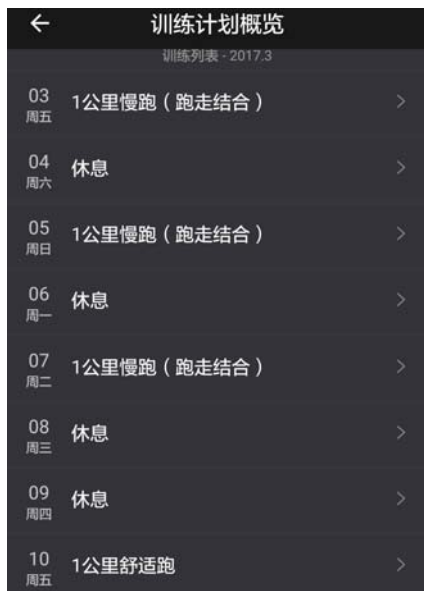 训练计划概览
训练列表 - 2017.3
03
周五
1公里慢跑（跑走结合）
04
周六
休息
05
周日
1公里慢跑（跑走结合）
06
周一
休息
07
周二
1公里慢跑（跑走结合）
08
周三
休息
09
周四
休息
10
周五
1公里舒适跑